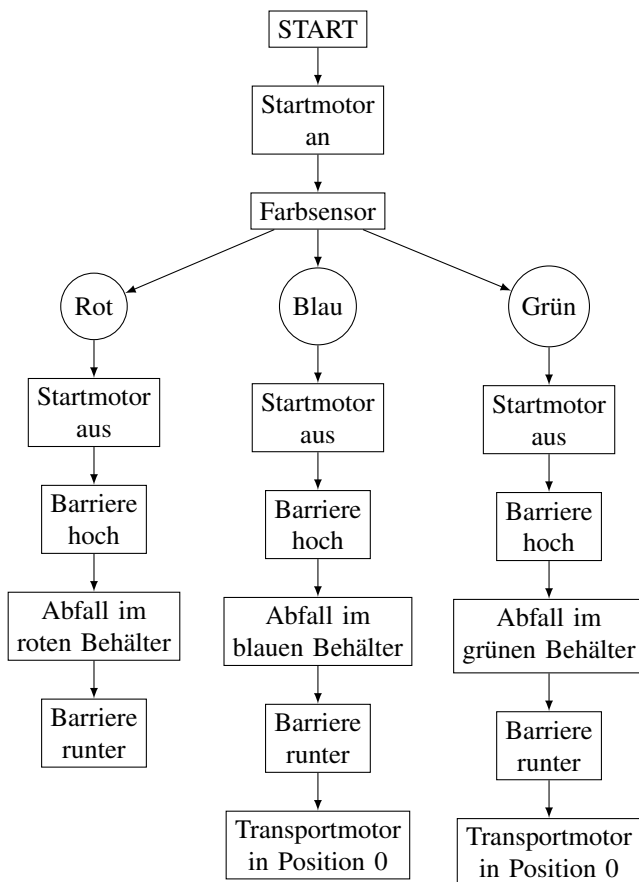 START
Startmotor
an
Farbsensor
Rot
Blau
Grün
Startmotor
aus
Startmotor
aus
Startmotor
aus
Barriere
hoch
Barriere
hoch
Barriere
hoch
Abfall im
roten Behälter
Abfall im
blauen Behälter
Abfall im
grünen Behälter
Barriere
runter
Barriere
runter
Barriere
runter
Transportmotor
in Position 0
Transportmotor
in Position 0